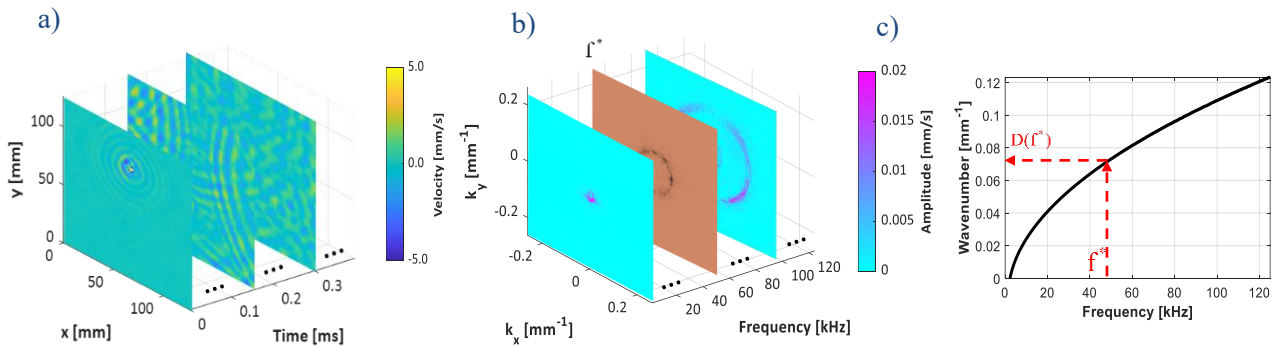 a)
y [mm]
100
50
0
0
50
100
x [mm]
0
0.1
0.2
0.3
Time [ms]
5.0
0.0
-5.0
Velocity [mm/s]
b)
f*
k_y [mm⁻¹]
0.2
0
-0.2
-0.2
0
0.2
k_x [mm⁻¹]
20
40
60
80
100
120
Frequency [kHz]
0.02
0.015
0.01
0.005
0
Amplitude [mm/s]
c)
Wavenumber [mm⁻¹]
0.12
0.1
0.08
0.06
0.04
0.02
0
D(f*)
f*
0
20
40
60
80
100
120
Frequency [kHz]